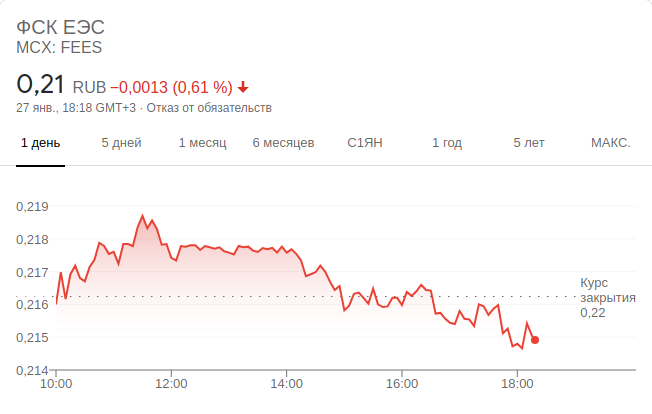 ФСК ЕЭС
MCX: FEES
0,21 RUB −0,0013 (0,61 %) ↓
27 янв., 18:18 GMT+3 · Отказ от обязательств
1 день 5 дней 1 месяц 6 месяцев С1ЯН 1 год 5 лет МАКС.
0,219
0,218
0,217
0,216
0,215
0,214
Курс
закрытия
0,22
10:00 12:00 14:00 16:00 18:00